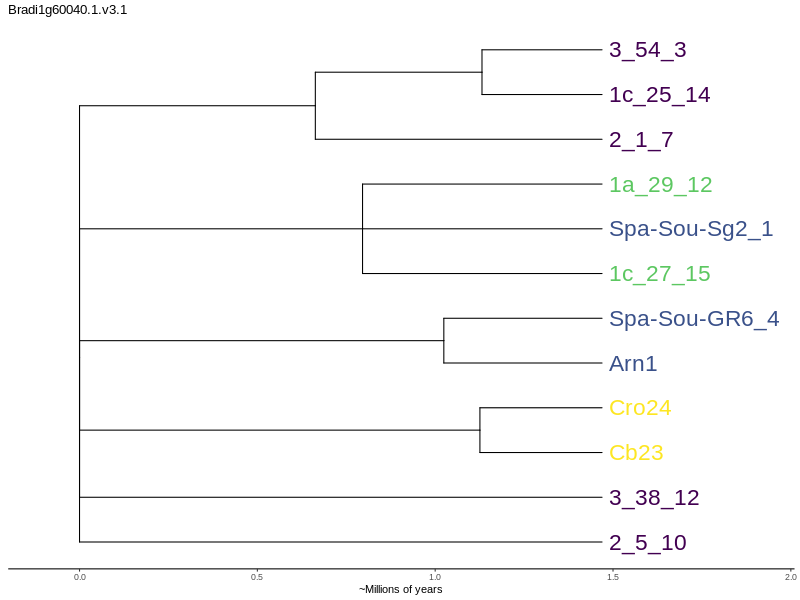 Bradi1g60040.1.v3.1
3_54_3
1c_25_14
2_1_7
1a_29_12
Spa-Sou-Sg2_1
1c_27_15
Spa-Sou-GR6_4
Arn1
Cro24
Cb23
3_38_12
2_5_10
0.0 0.5 1.0 1.5 2.0
~Millions of years